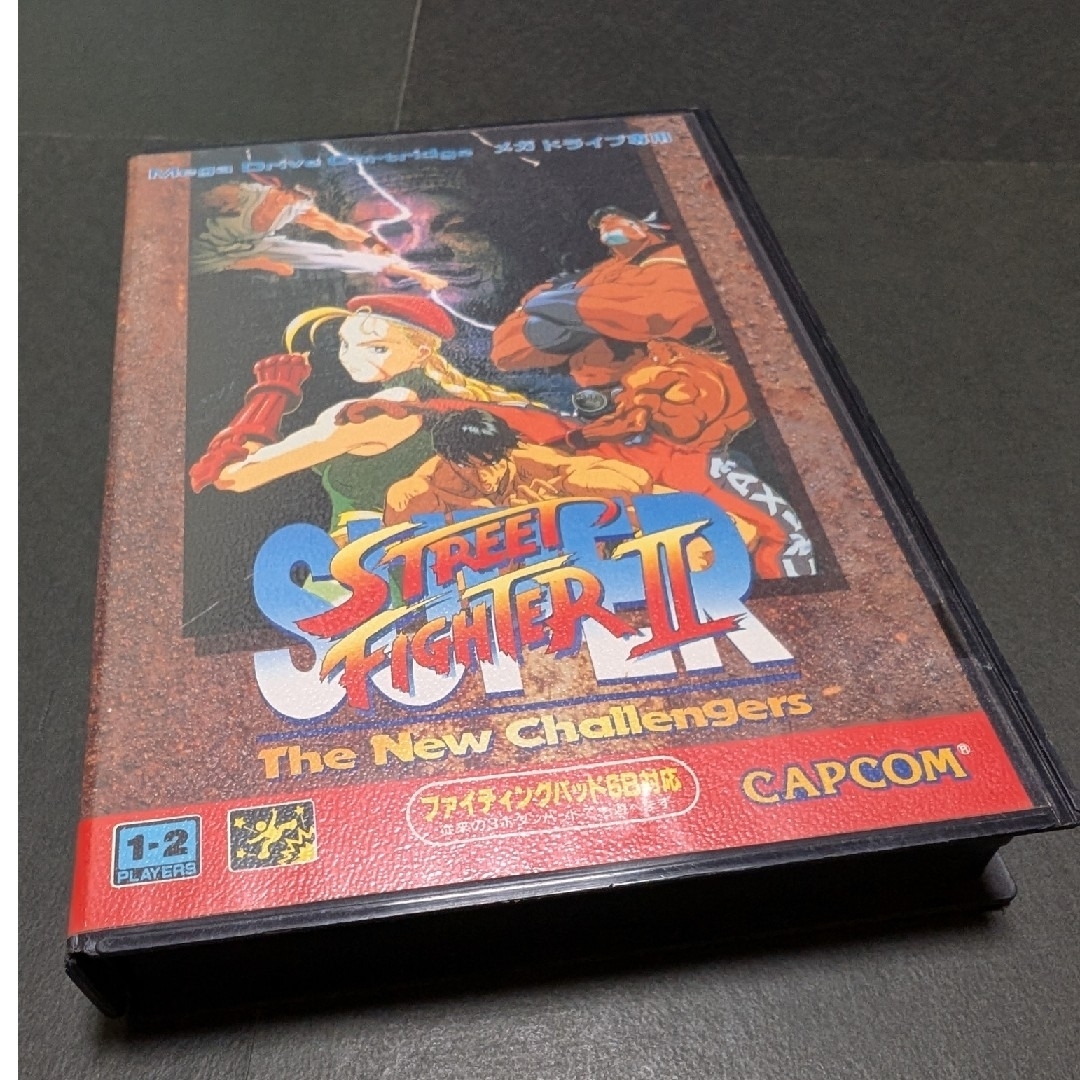 Mega Drive Cartridge メガドライブ専用
MAXIMUM
SUPER
STREET
FIGHTER II
The New Challengers
ファイティングパッド6B対応
CAPCOM®
1-2
PLAYERS